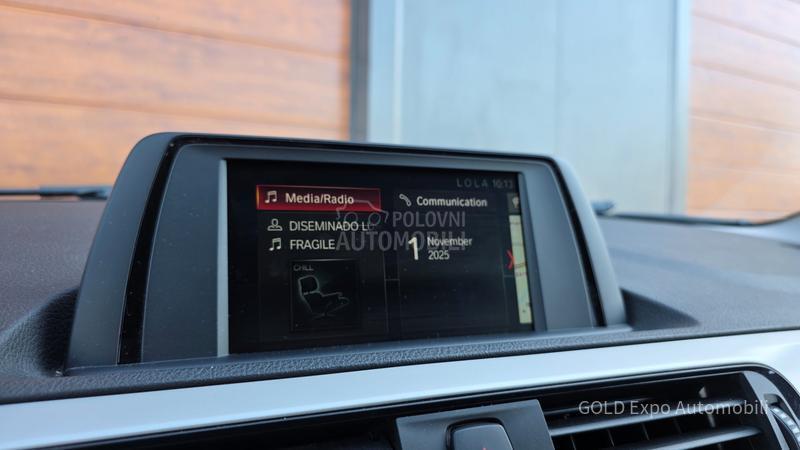 LOLA 10:13
Media/Radio
Communication
DISEMINADO L
FRAGILE
November
1
2025
CHILL
POLOVNI
AUTOMOBILI
GOLD Expo Automobili